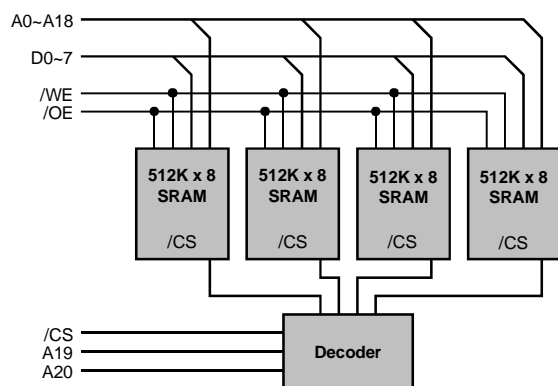 A0~A18
D0~7
/WE
/OE
512K x 8
SRAM
/CS
512K x 8
SRAM
/CS
512K x 8
SRAM
/CS
512K x 8
SRAM
/CS
/CS
A19
A20
Decoder